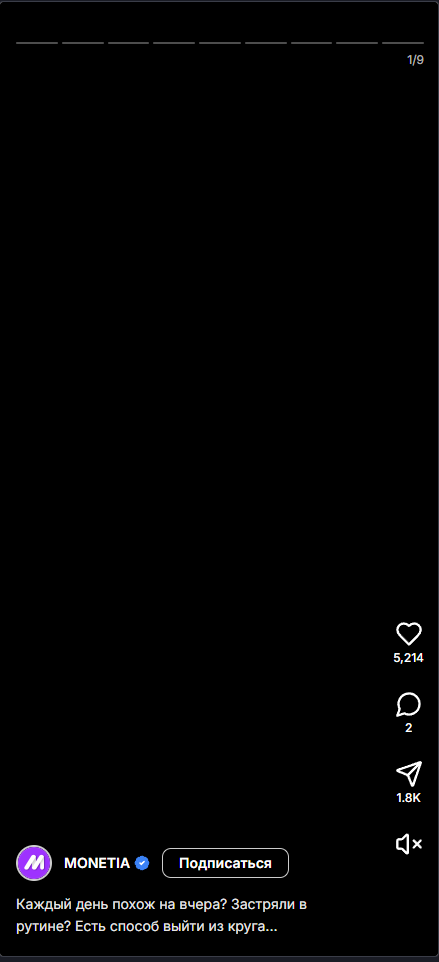 1/9
5,214
2
1.8K
MONETIA
Подписаться
Каждый день похож на вчера? Застряли в
рутине? Есть способ выйти из круга...